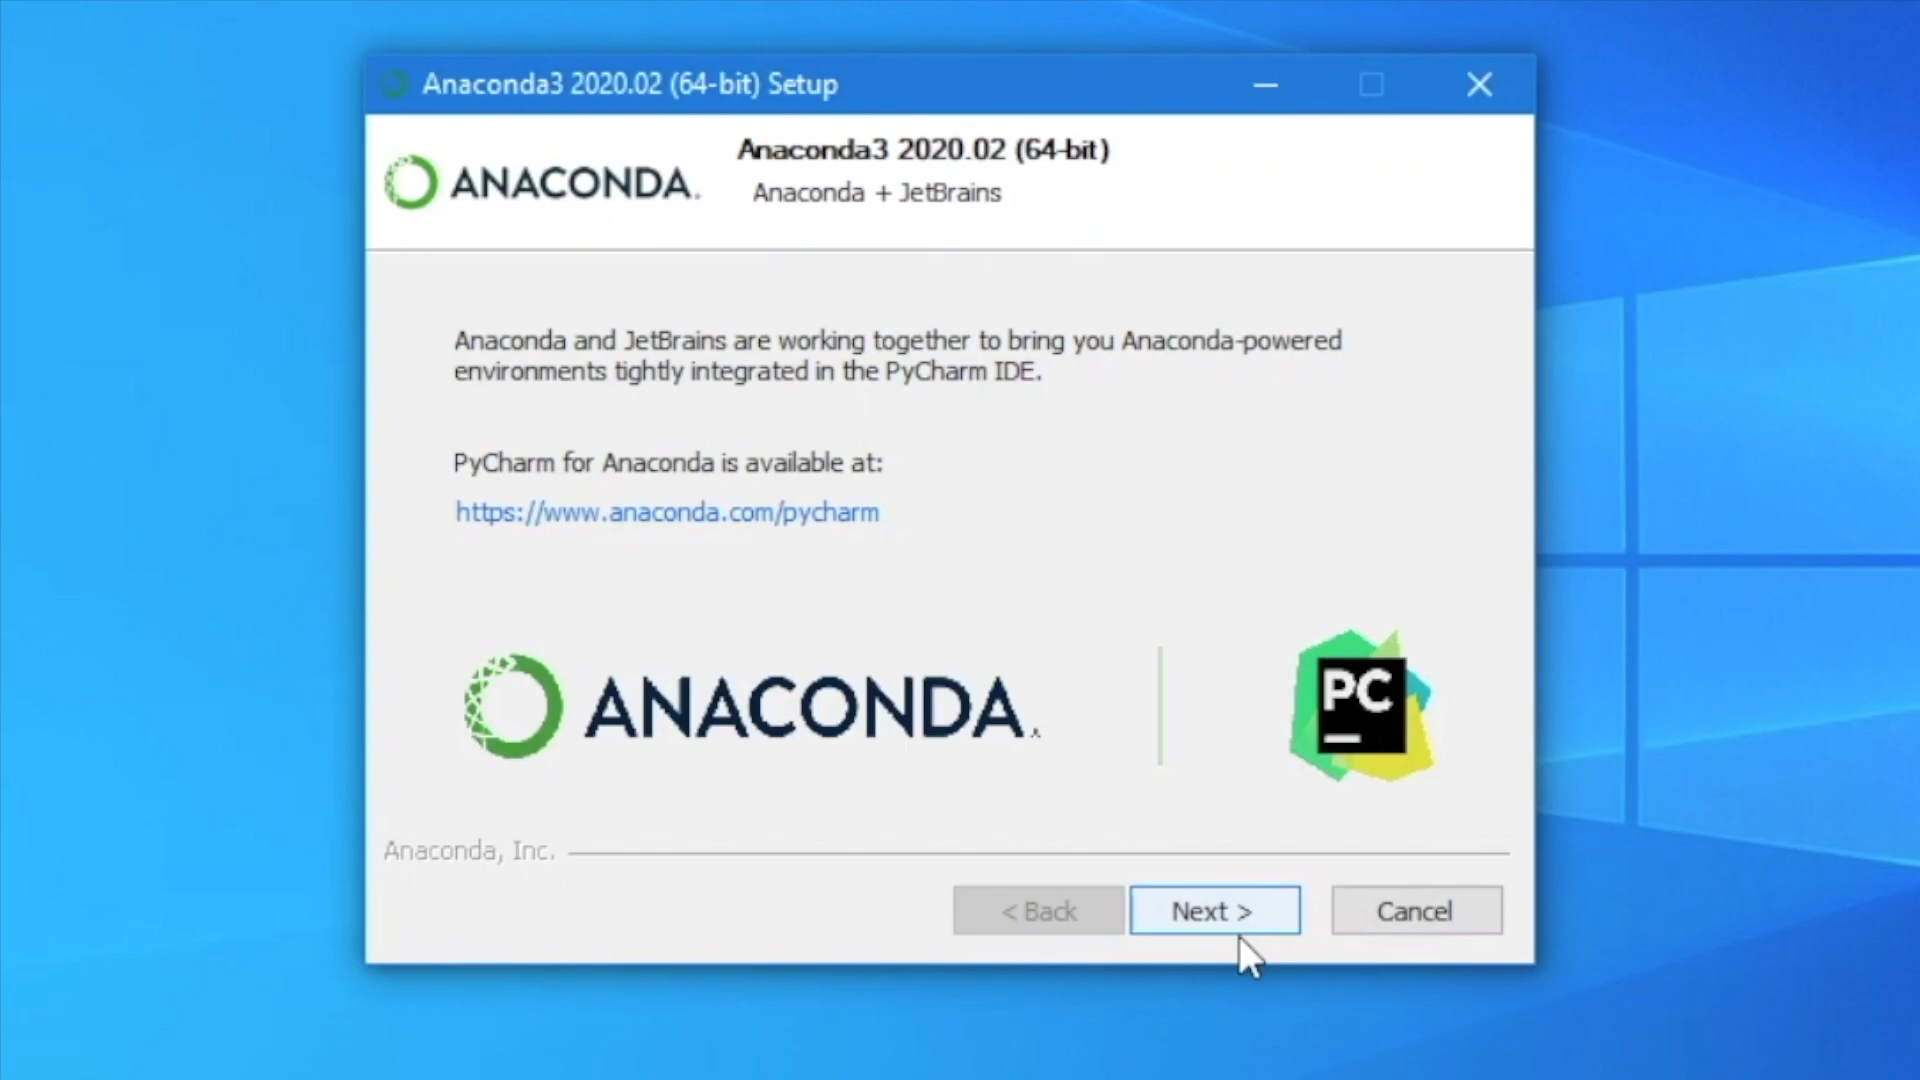 Anaconda3 2020.02 (64-bit) Setup
ANACONDA.
Anaconda3 2020.02 (64-bit)
Anaconda + JetBrains
Anaconda and JetBrains are working together to bring you Anaconda-powered
environments tightly integrated in the PyCharm IDE.
PyCharm for Anaconda is available at:
https://www.anaconda.com/pycharm
ANACONDA.
PC
Anaconda, Inc.
< Back
Next >
Cancel